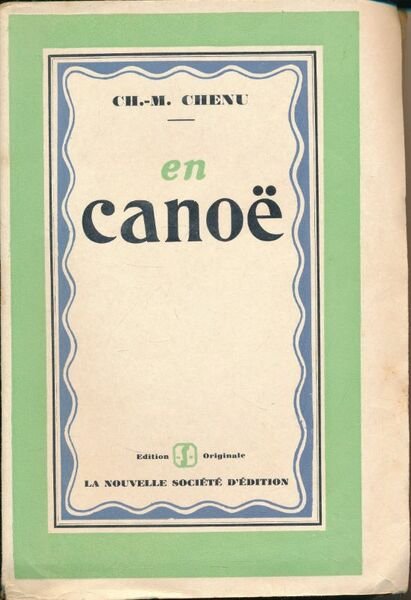 CH.-M. CHENU
en
canoë
Edition Originale
LA NOUVELLE SOCIÉTÉ D'ÉDITION